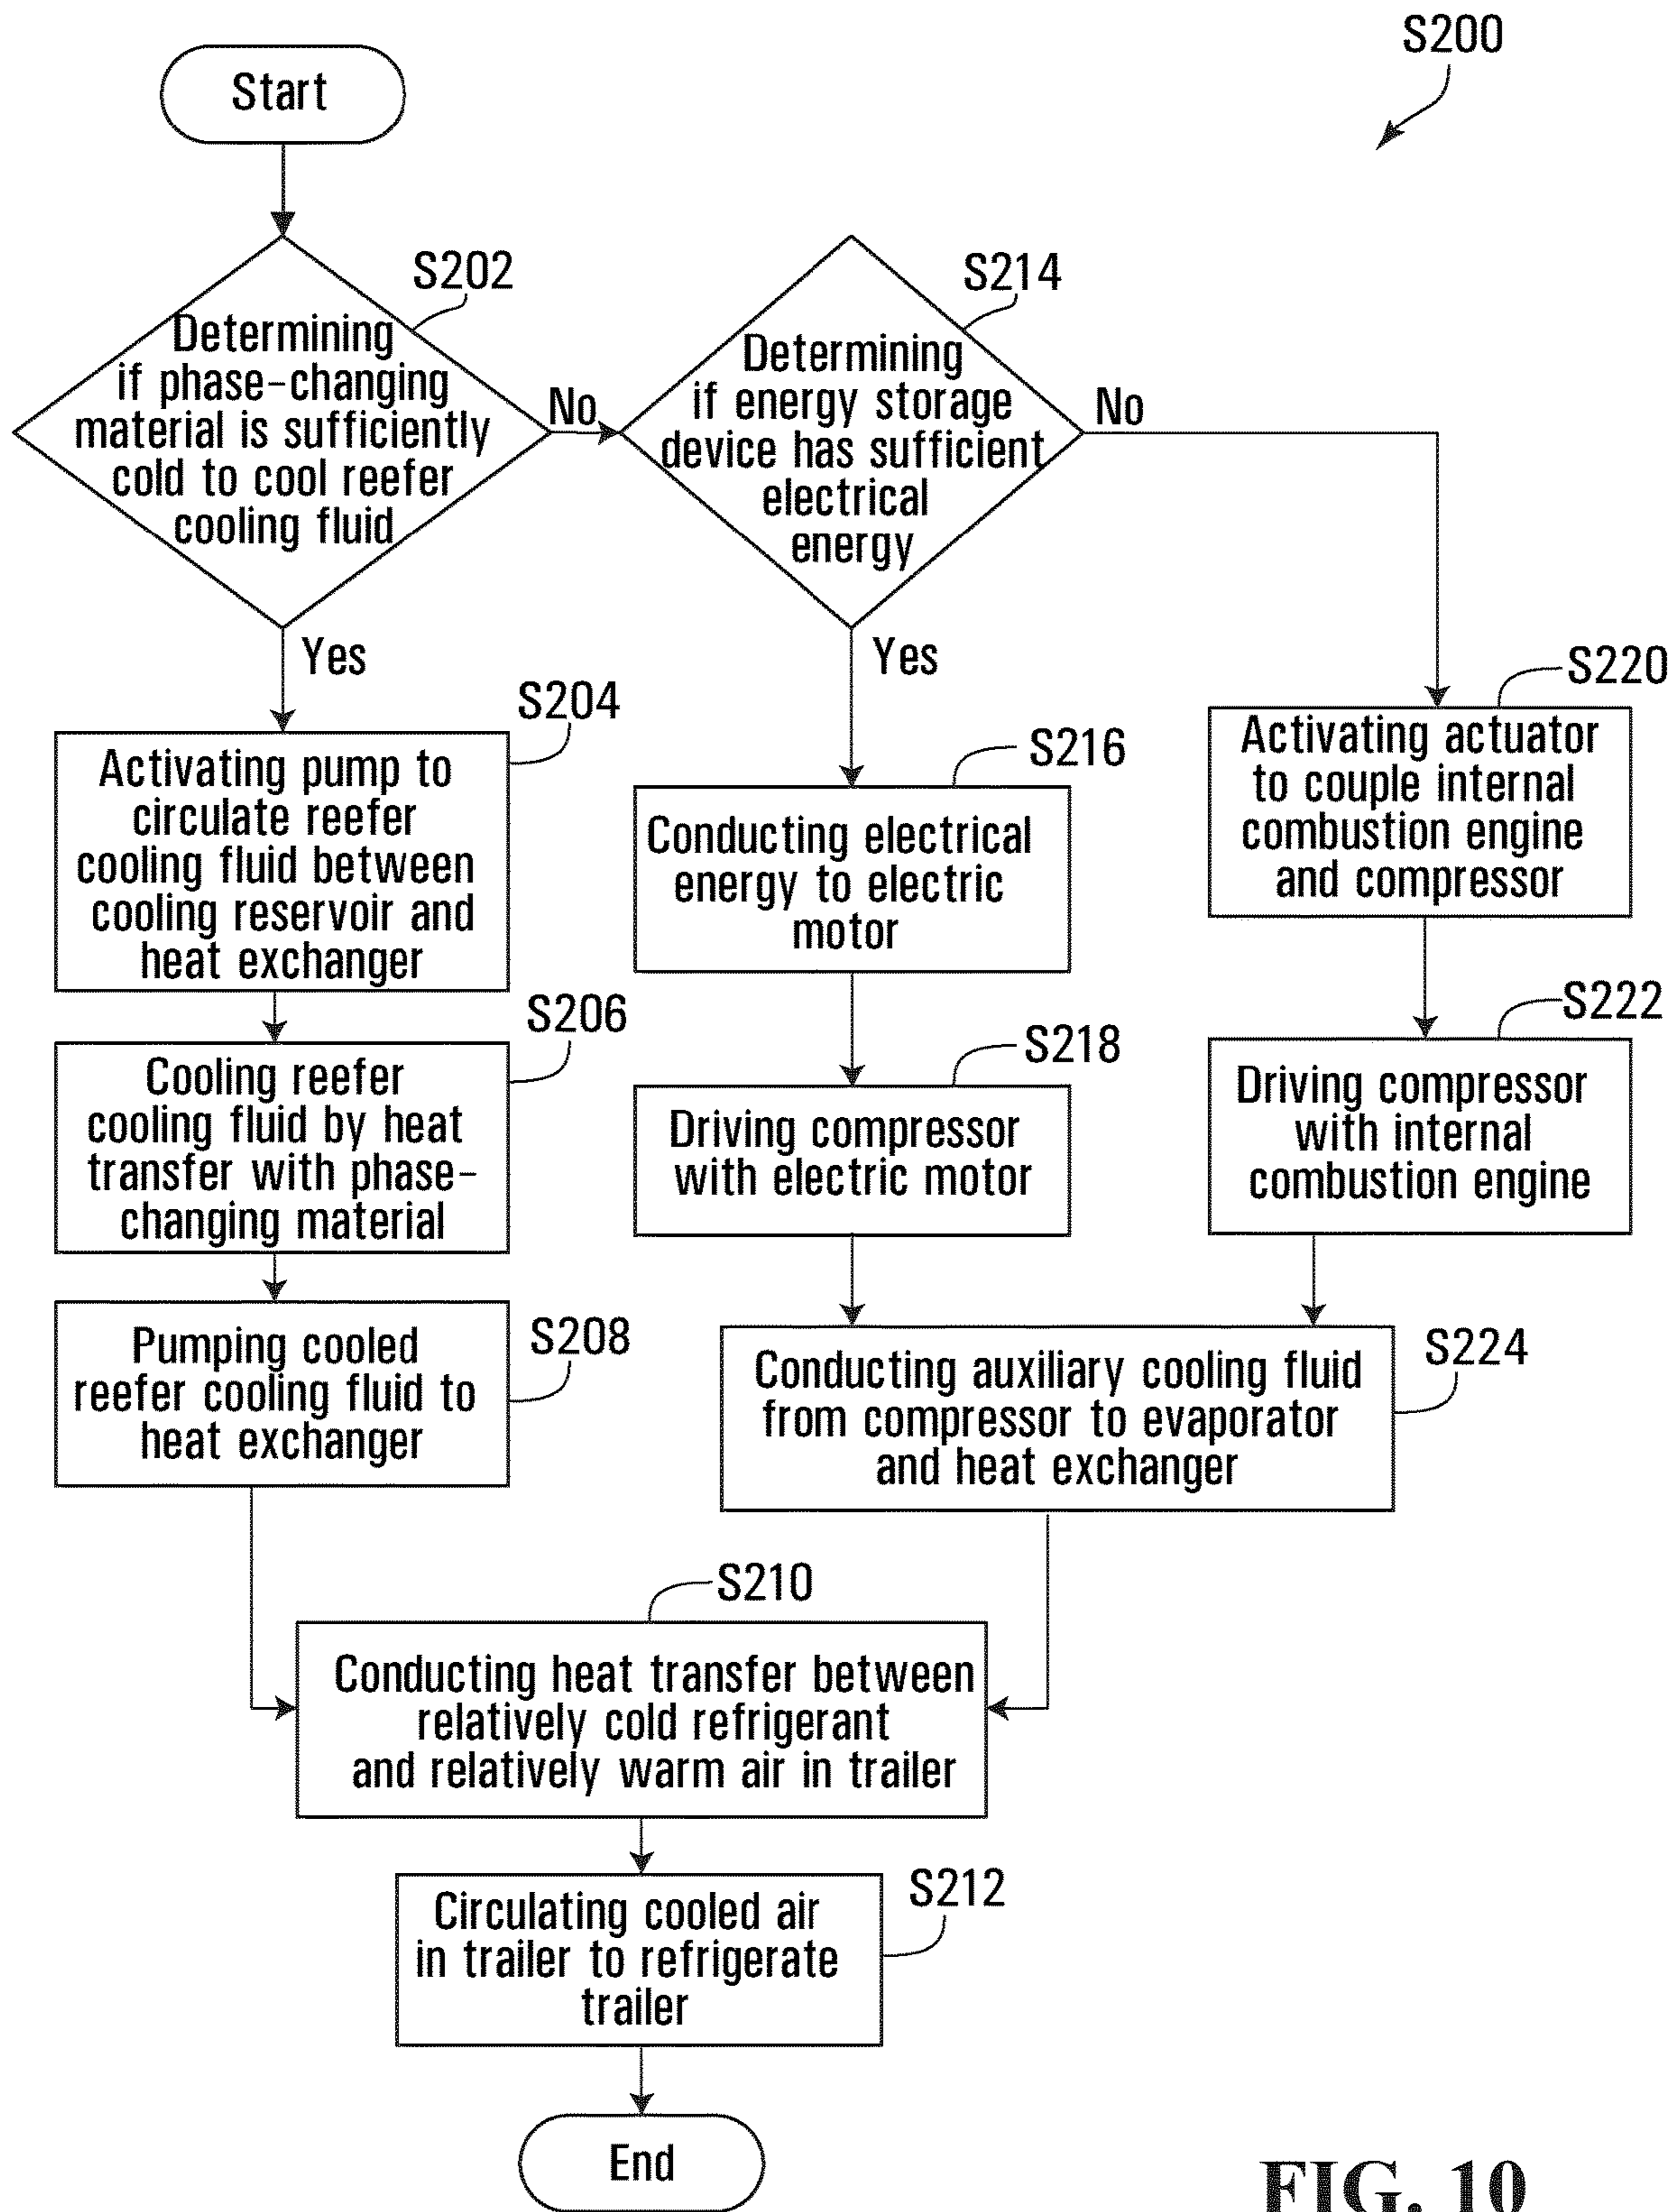 S200
Start
S202
Determining
if phase-changing
material is sufficiently
cold to cool reefer
cooling fluid
No
Yes
S214
Determining
if energy storage
device has sufficient
electrical
energy
No
Yes
S204
Activating pump to
circulate reefer
cooling fluid between
cooling reservoir and
heat exchanger
S216
Conducting electrical
energy to electric
motor
S220
Activating actuator
to couple internal
combustion engine
and compressor
S206
Cooling reefer
cooling fluid by heat
transfer with phase-
changing material
S218
Driving compressor
with electric motor
S222
Driving compressor
with internal
combustion engine
S208
Pumping cooled
reefer cooling fluid to
heat exchanger
S224
Conducting auxiliary cooling fluid
from compressor to evaporator
and heat exchanger
S210
Conducting heat transfer between
relatively cold refrigerant
and relatively warm air in trailer
S212
Circulating cooled air
in trailer to refrigerate
trailer
End
FIG. 10